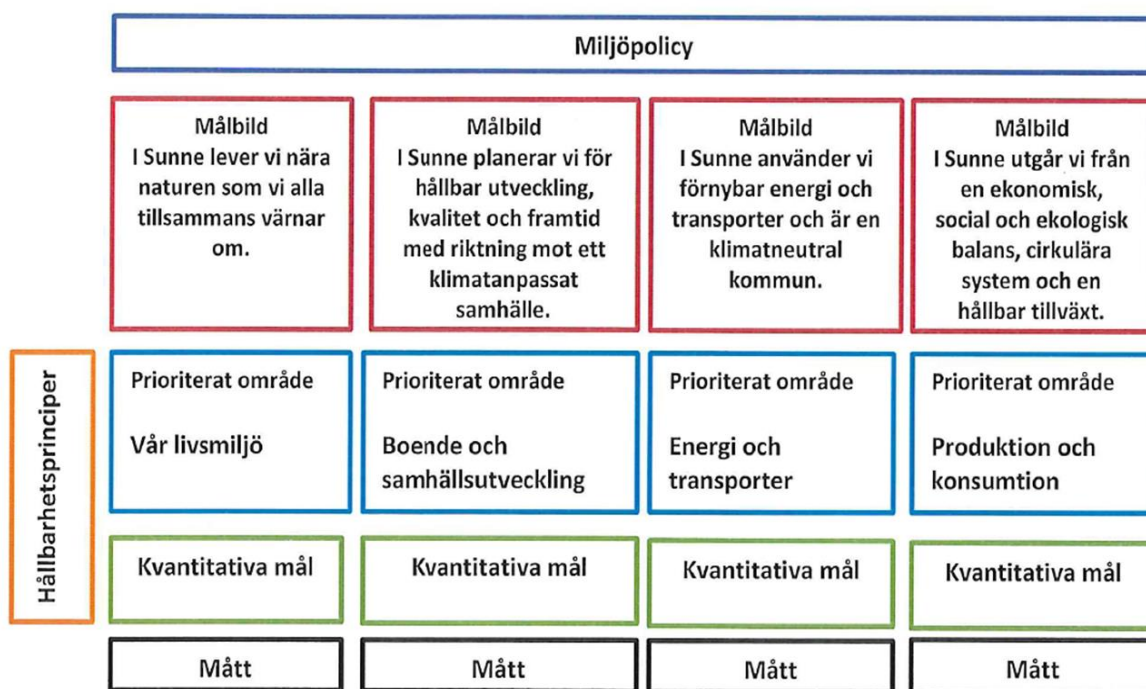 Miljöpolicy
Målbild
I Sunne lever vi nära
naturen som vi alla
tillsammans värnar
om.
Målbild
I Sunne planerar vi för
hållbar utveckling,
kvalitet och framtid
med riktning mot ett
klimatanpassat
samhälle.
Målbild
I Sunne använder vi
förnybar energi och
transporter och är en
klimatneutral
kommun.
Målbild
I Sunne utgår vi från
en ekonomisk,
social och ekologisk
balans, cirkulära
system och en
hållbar tillväxt.
Hållbarhetsprinciper
Prioriterat område
Vår livsmiljö
Prioriterat område
Boende och
samhällsutveckling
Prioriterat område
Energi och
transporter
Prioriterat område
Produktion och
konsumtion
Kvantitativa mål
Kvantitativa mål
Kvantitativa mål
Kvantitativa mål
Mått
Mått
Mått
Mått